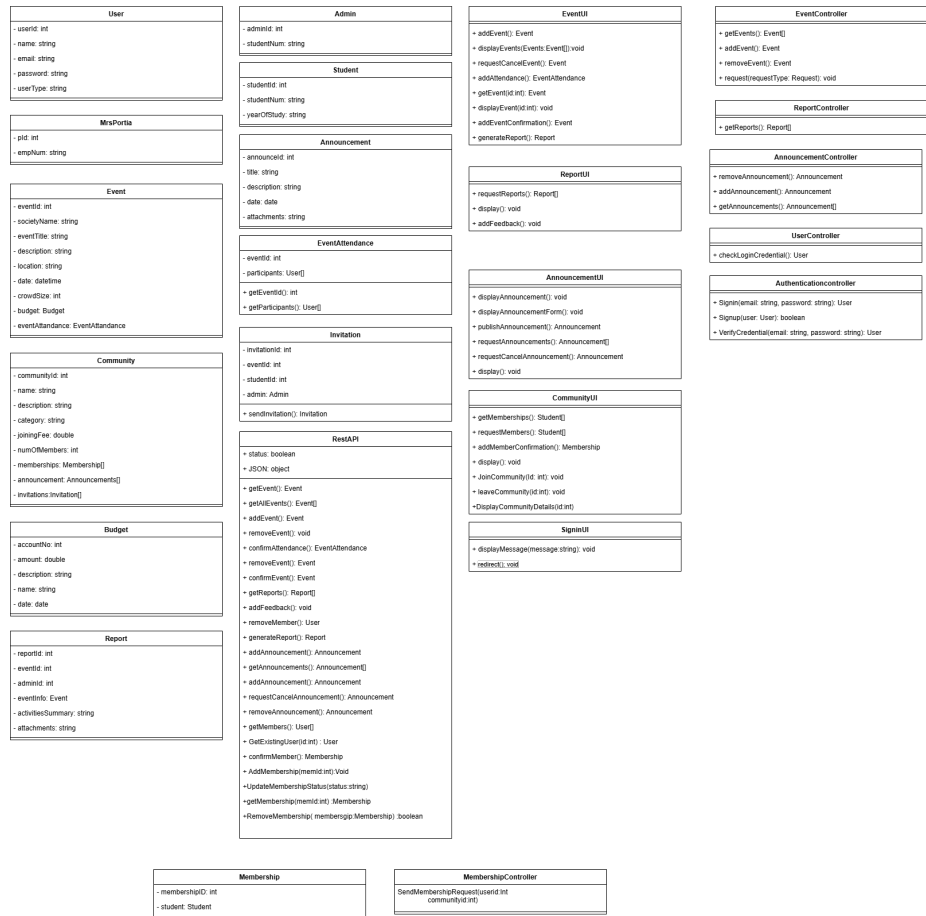 User
- userId: int
- name: string
- email: string
- password: string
- userType: string
MrsPortia
- pId: int
- empNum: string
Event
- eventId: int
- societyName: string
- eventTitle: string
- description: string
- location: string
- date: datetime
- crowdSize: int
- budget: Budget
- eventAttandance: EventAttendance
Community
- communityId: int
- name: string
- description: string
- category: string
- joiningFee: double
- numOfMembers: int
- memberships: Membership[]
- announcement: Announcements[]
- invitations:Invitation[]
Budget
- accountNo: int
- amount: double
- description: string
- name: string
- date: date
Report
- reportId: int
- eventId: int
- adminId: int
- eventInfo: Event
- activitiesSummary: string
- attachments: string
Admin
- adminId: int
- studentNum: string
Student
- studentId: int
- studentNum: string
- yearOfStudy: string
Announcement
- announceId: int
- title: string
- description: string
- date: date
- attachments: string
EventAttendance
- eventId: int
- participants: User[]
+ getEventId(): int
+ getParticipants(): User[]
Invitation
- invitationId: int
- eventId: int
- studentId: int
- admin: Admin
+ sendInvitation(): Invitation
RestAPI
+ status: boolean
+ JSON: object
+ getEvent(): Event
+ getAllEvents(): Event[]
+ addEvent(): Event
+ removeEvent(): void
+ confirmAttendance(): EventAttendance
+ removeEvent(): Event
+ confirmEvent(): Event
+ getReports(): Report[]
+ addFeedback(): void
+ removeMember(): User
+ generateReport(): Report
+ addAnnouncement(): Announcement
+ getAnnouncements(): Announcement[]
+ addAnnouncement(): Announcement
+ requestCancelAnnouncement(): Announcement
+ removeAnnouncement(): Announcement
+ getMembers(): User[]
+ GetExistingUser(id:int) : User
+ confirmMember(): Membership
+ AddMembership(memId:int):Void
+UpdateMembershipStatus(status:string)
+getMembership(memId:int) :Membership
+RemoveMembership( membersgip:Membership) :boolean
EventUI
+ addEvent(): Event
+ displayEvents(Events:Event[]):void
+ requestCancelEvent(): Event
+ addAttendance(): EventAttendance
+ getEvent(id:int): Event
+ displayEvent(id:int): void
+ addEventConfirmation(): Event
+ generateReport(): Report
ReportUI
+ requestReports(): Report[]
+ display(): void
+ addFeedback(): void
AnnouncementUI
+ displayAnnouncement(): void
+ displayAnnouncementForm(): void
+ publishAnnouncement(): Announcement
+ requestAnnouncements(): Announcement[]
+ requestCancelAnnouncement(): Announcement
+ display(): void
CommunityUI
+ getMemberships(): Student[]
+ requestMembers(): Student[]
+ addMemberConfirmation(): Membership
+ display(): void
+ JoinCommunity(Id: int): void
+ leaveCommunity(id:int): void
+DisplayCommunityDetails(id:int)
SigninUI
+ displayMessage(message:string): void
+ redirect(): void
EventController
+ getEvents(): Event[]
+ addEvent(): Event
+ removeEvent(): Event
+ request(requestType: Request): void
ReportController
+ getReports(): Report[]
AnnouncementController
+ removeAnnouncement(): Announcement
+ addAnnouncement(): Announcement
+ getAnnouncements(): Announcement[]
UserController
+ checkLoginCredential(): User
Authenticationcontroller
+ Signin(email: string, password: string): User
+ Signup(user: User): boolean
+ VerifyCredential(email: string, password: string): User
Membership
- membershipID: int
- student: Student
MembershipController
SendMembershipRequest(userid:Int
communityid:int)